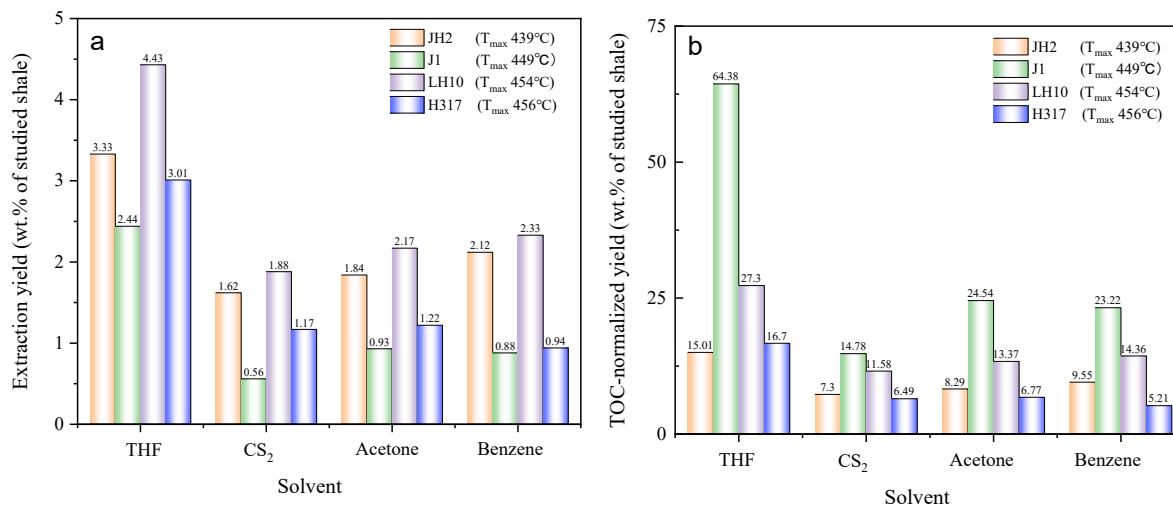 a
JH2 (Tmax 439℃)
J1 (Tmax 449℃)
LH10 (Tmax 454℃)
H317 (Tmax 456℃)
Extraction yield (wt.% of studied shale)
5
4
3
2
1
0
3.33
2.44
4.43
3.01
1.62
0.56
1.88
1.17
1.84
0.93
2.17
1.22
2.12
0.88
2.33
0.94
THF
CS2
Acetone
Benzene
Solvent
b
JH2 (Tmax 439℃)
J1 (Tmax 449℃)
LH10 (Tmax 454℃)
H317 (Tmax 456℃)
TOC-normalized yield (wt.% of studied shale)
75
50
25
0
15.01
64.38
27.3
16.7
7.3
14.78
11.58
6.49
8.29
24.54
13.37
6.77
9.55
23.22
14.36
5.21
THF
CS2
Acetone
Benzene
Solvent